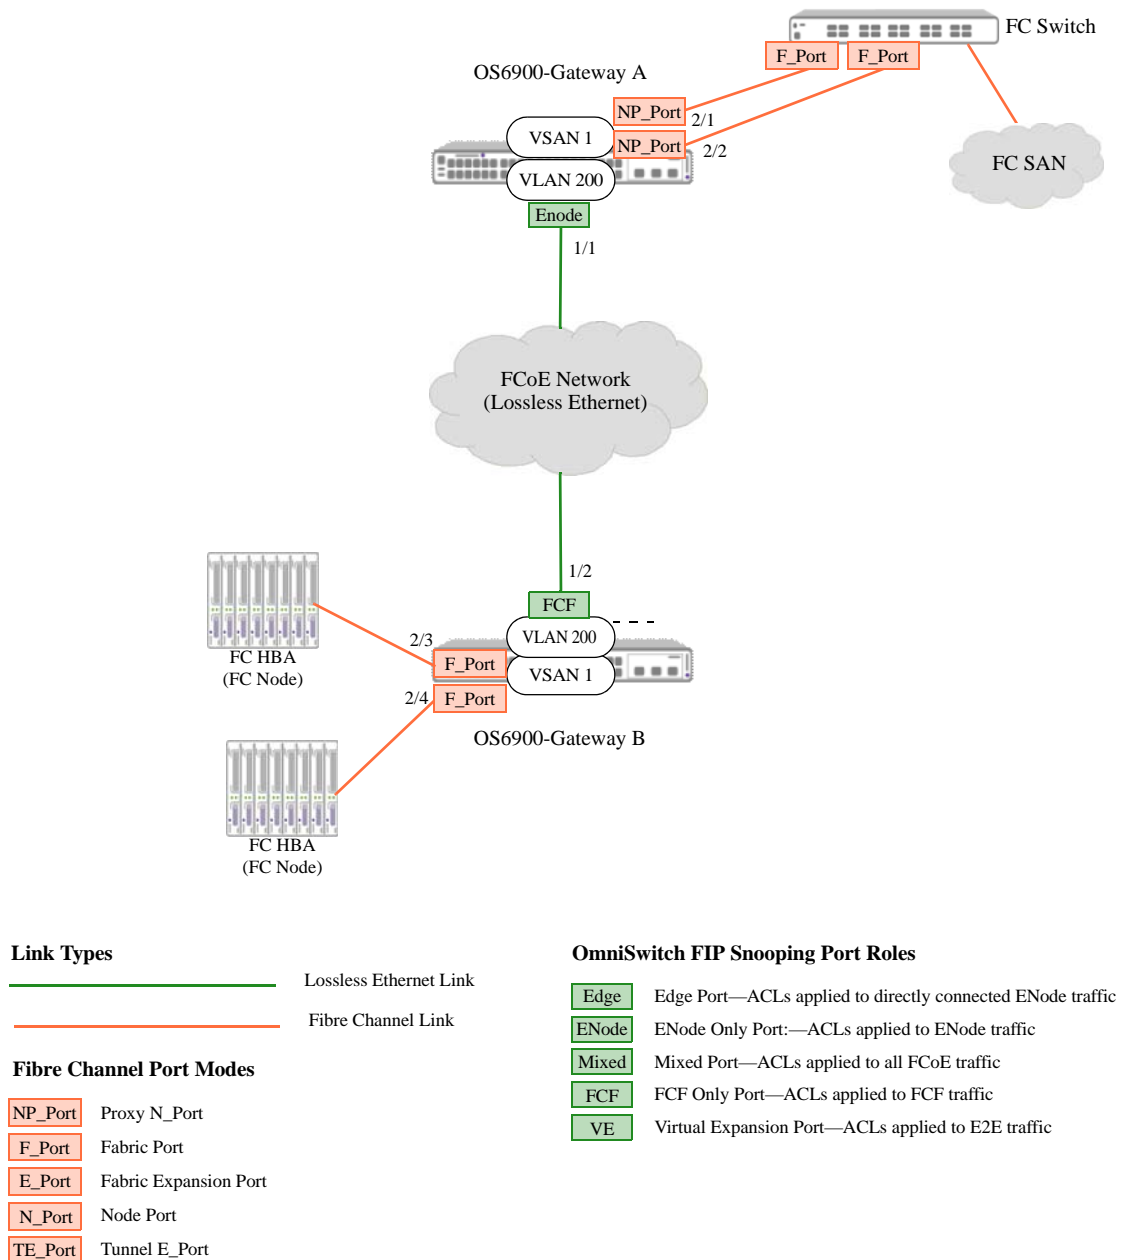 FC Switch
F_Port
F_Port
OS6900-Gateway A
NP_Port
2/1
VSAN 1
NP_Port
2/2
FC SAN
VLAN 200
Enode
1/1
FCoE Network
(Lossless Ethernet)
1/2
FCF
VLAN 200
2/3
F_Port
FC HBA
(FC Node)
VSAN 1
2/4
F_Port
OS6900-Gateway B
FC HBA
(FC Node)
Link Types
Lossless Ethernet Link
Fibre Channel Link
Fibre Channel Port Modes
NP_Port Proxy N_Port
F_Port Fabric Port
E_Port Fabric Expansion Port
N_Port Node Port
TE_Port Tunnel E_Port
OmniSwitch FIP Snooping Port Roles
Edge Edge Port—ACLs applied to directly connected ENode traffic
ENode ENode Only Port:—ACLs applied to ENode traffic
Mixed Mixed Port—ACLs applied to all FCoE traffic
FCF FCF Only Port—ACLs applied to FCF traffic
VE Virtual Expansion Port—ACLs applied to E2E traffic